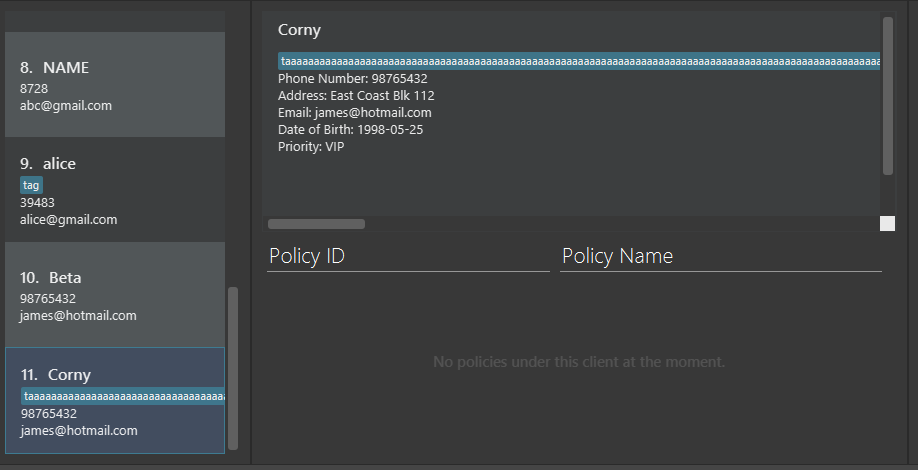 8. NAME
8728
abc@gmail.com
9. alice
tag
39483
alice@gmail.com
10. Beta
98765432
james@hotmail.com
11. Corny
taaaaaaaaaaaaaaaaaaaaaaaaaaaaaaaaa
98765432
james@hotmail.com
Corny
taaaaaaaaaaaaaaaaaaaaaaaaaaaaaaaaaaaaaaaaaaaaaaaaaaaaaaaaaaaaaaaaaaaaaaaaaaaaaaaaaaaaaaaaaaaaaaaaaaa
Phone Number: 98765432
Address: East Coast Blk 112
Email: james@hotmail.com
Date of Birth: 1998-05-25
Priority: VIP
Policy ID
Policy Name
No policies under this client at the moment.